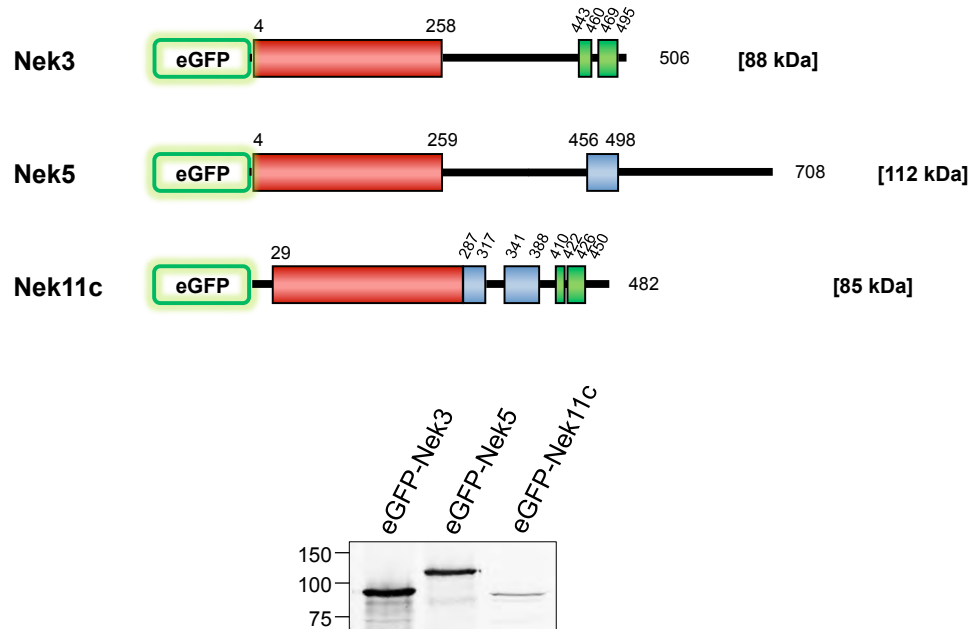 4 258 443 460 469 495
Nek3 eGFP 506 [88 kDa]
4 259 456 498
Nek5 eGFP 708 [112 kDa]
29 287 317 341 388 410 422 426 450
Nek11c eGFP 482 [85 kDa]
eGFP-Nek3 eGFP-Nek5 eGFP-Nek11c
150
100
75